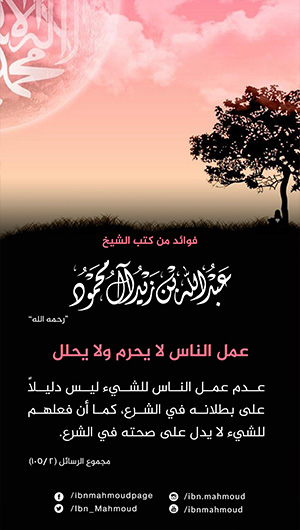 فوائد من كتب الشيخ
عبدالله بن زيد آل محمود
"رحمه الله"
عمل الناس لا يحرم ولا يحلل
عـدم عمـل النـاس للشـيء ليـس دليـلاً
على بطلانـه في الشرع، كمـا أن فعلهـم
للشيء لا يدل على صحته في الشرع.
مجموع الرسائل (٢ /١٠٥)
/ibnmahmoudpage /ibn.mahmoud
/Ibn_Mahmoud /ibnmahmoud